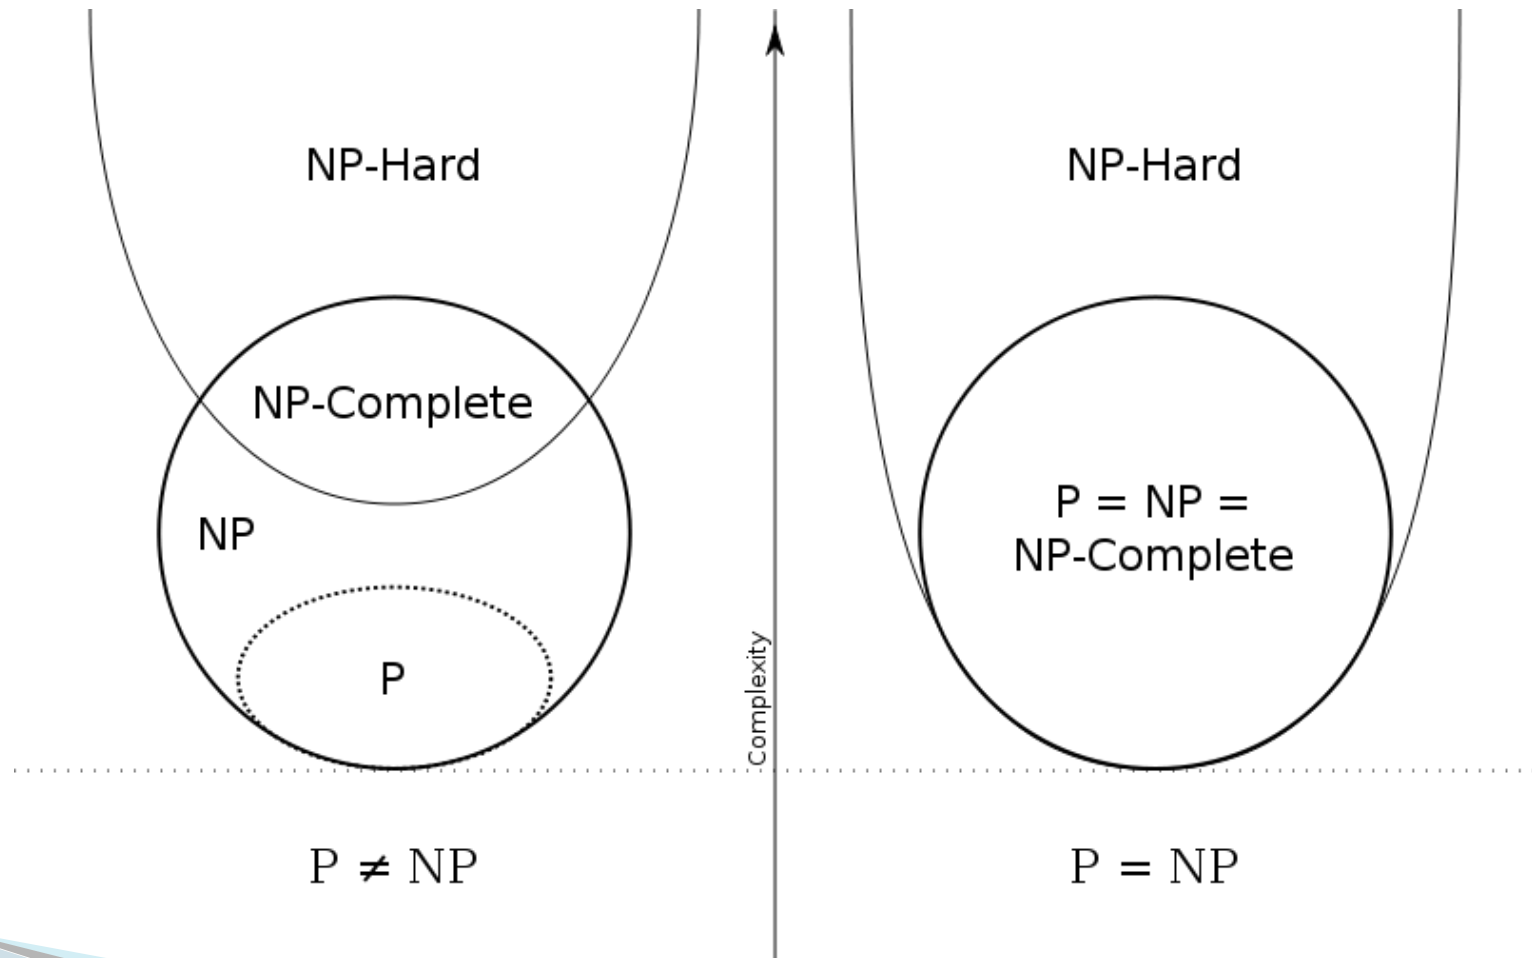 NP-Hard
NP-Complete
NP
P
P ≠ NP
Complexity
NP-Hard
P = NP =
NP-Complete
P = NP